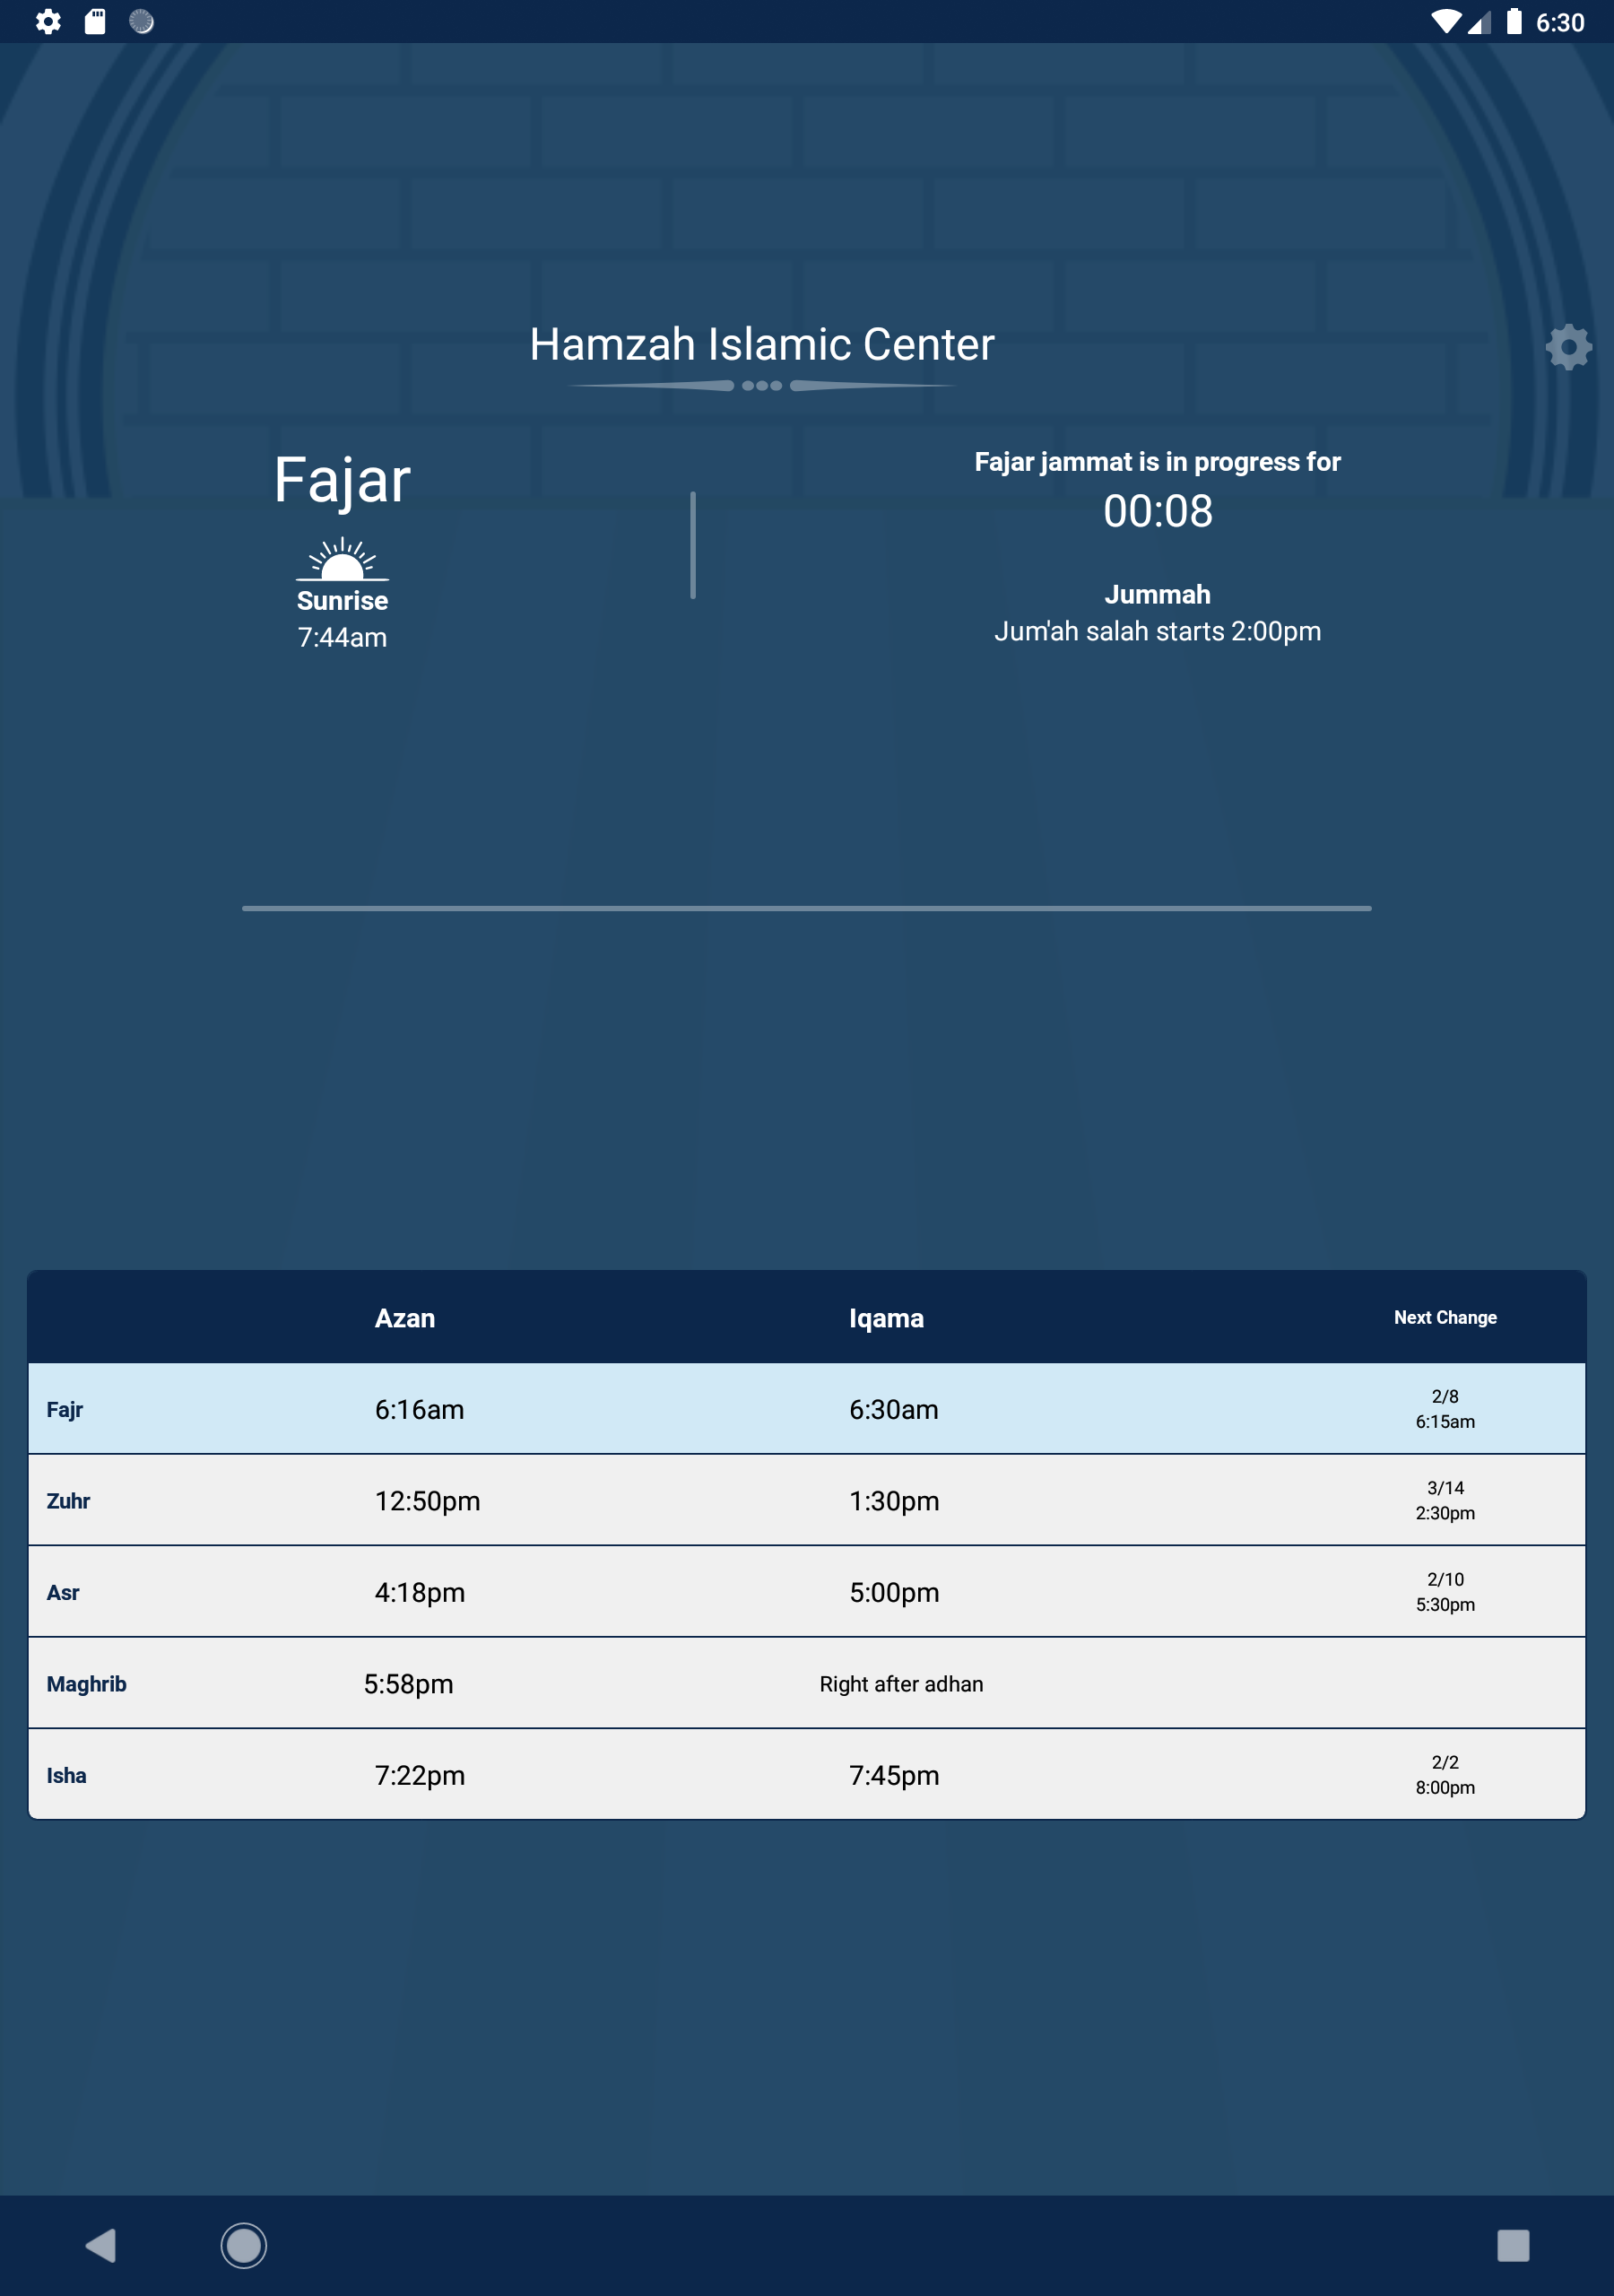 6:30
Hamzah Islamic Center
Fajar
Sunrise
7:44am
Fajar jammat is in progress for
00:08
Jummah
Jum'ah salah starts 2:00pm
Azan Iqama Next Change
Fajr 6:16am 6:30am 2/8 6:15am
Zuhr 12:50pm 1:30pm 3/14 2:30pm
Asr 4:18pm 5:00pm 2/10 5:30pm
Maghrib 5:58pm Right after adhan
Isha 7:22pm 7:45pm 2/2 8:00pm